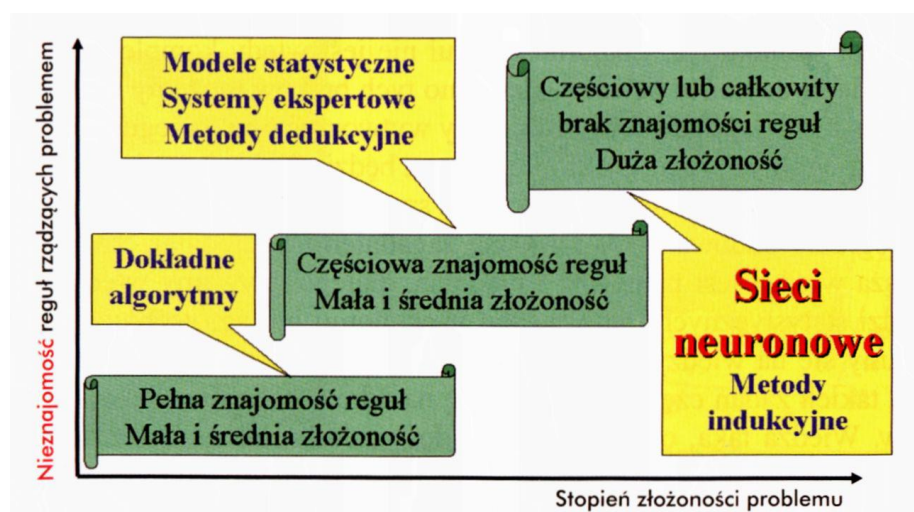 Nieznajomość reguł rządzących problemem
Modele statystyczne
Systemy ekspertowe
Metody dedukcyjne
Częściowy lub całkowity
brak znajomości reguł
Duża złożoność
Dokładne
algorytmy
Częściowa znajomość reguł
Mała i średnia złożoność
Sieci
neuronowe
Metody
indukcyjne
Pełna znajomość reguł
Mała i średnia złożoność
Stopień złożoności problemu